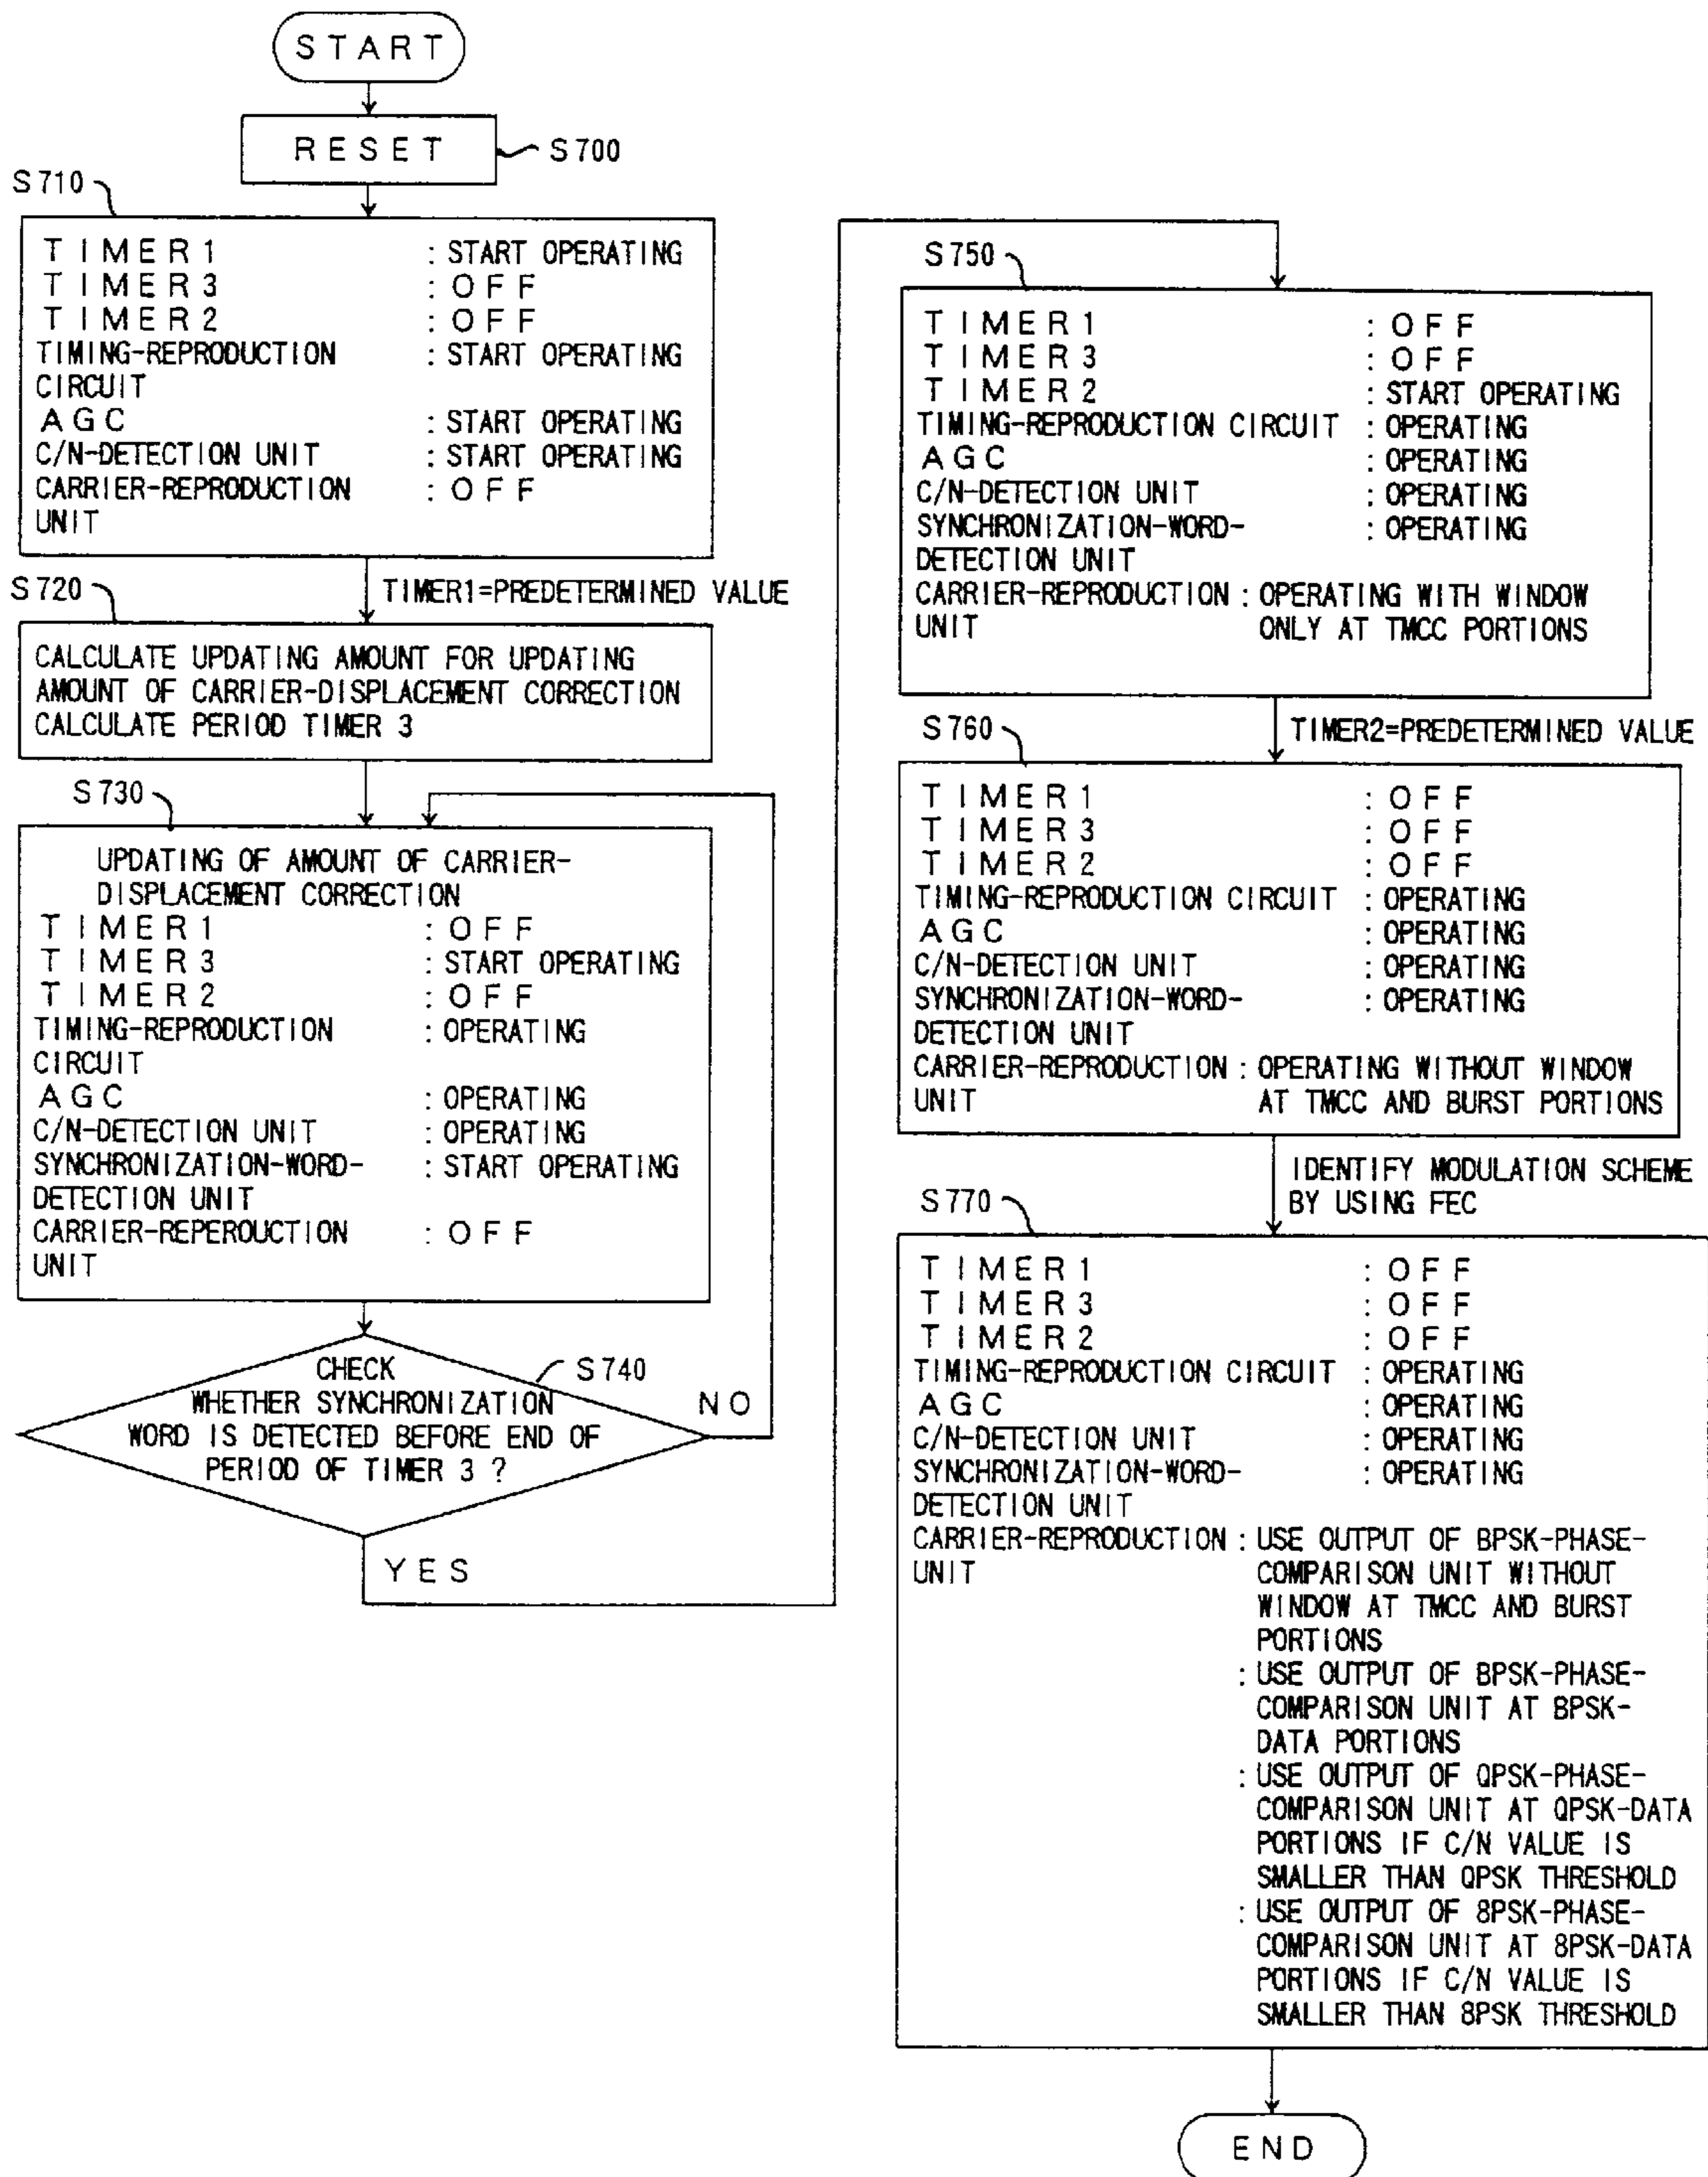 START
RESET
S700
S710
TIMER1 : START OPERATING
TIMER3 : OFF
TIMER2 : OFF
TIMING-REPRODUCTION : START OPERATING
CIRCUIT
AGC : START OPERATING
C/N-DETECTION UNIT : START OPERATING
CARRIER-REPRODUCTION : OFF
UNIT
TIMER1=PREDETERMINED VALUE
S720
CALCULATE UPDATING AMOUNT FOR UPDATING
AMOUNT OF CARRIER-DISPLACEMENT CORRECTION
CALCULATE PERIOD TIMER 3
S730
UPDATING OF AMOUNT OF CARRIER-
DISPLACEMENT CORRECTION
TIMER1 : OFF
TIMER3 : START OPERATING
TIMER2 : OFF
TIMING-REPRODUCTION : OPERATING
CIRCUIT
AGC : OPERATING
C/N-DETECTION UNIT : OPERATING
SYNCHRONIZATION-WORD- : START OPERATING
DETECTION UNIT
CARRIER-REPEROUCTION : OFF
UNIT
S740
CHECK
WHETHER SYNCHRONIZATION
WORD IS DETECTED BEFORE END OF
PERIOD OF TIMER 3 ?
NO
YES
S750
TIMER1 : OFF
TIMER3 : OFF
TIMER2 : START OPERATING
TIMING-REPRODUCTION CIRCUIT : OPERATING
AGC : OPERATING
C/N-DETECTION UNIT : OPERATING
SYNCHRONIZATION-WORD- : OPERATING
DETECTION UNIT
CARRIER-REPRODUCTION : OPERATING WITH WINDOW
UNIT ONLY AT TMCC PORTIONS
TIMER2=PREDETERMINED VALUE
S760
TIMER1 : OFF
TIMER3 : OFF
TIMER2 : OFF
TIMING-REPRODUCTION CIRCUIT : OPERATING
AGC : OPERATING
C/N-DETECTION UNIT : OPERATING
SYNCHRONIZATION-WORD- : OPERATING
DETECTION UNIT
CARRIER-REPRODUCTION : OPERATING WITHOUT WINDOW
UNIT AT TMCC AND BURST PORTIONS
IDENTIFY MODULATION SCHEME
BY USING FEC
S770
TIMER1 : OFF
TIMER3 : OFF
TIMER2 : OFF
TIMING-REPRODUCTION CIRCUIT : OPERATING
AGC : OPERATING
C/N-DETECTION UNIT : OPERATING
SYNCHRONIZATION-WORD- : OPERATING
DETECTION UNIT
CARRIER-REPRODUCTION : USE OUTPUT OF BPSK-PHASE-
UNIT COMPARISON UNIT WITHOUT
WINDOW AT TMCC AND BURST
PORTIONS
: USE OUTPUT OF BPSK-PHASE-
COMPARISON UNIT AT BPSK-
DATA PORTIONS
: USE OUTPUT OF QPSK-PHASE-
COMPARISON UNIT AT QPSK-DATA
PORTIONS IF C/N VALUE IS
SMALLER THAN QPSK THRESHOLD
: USE OUTPUT OF 8PSK-PHASE-
COMPARISON UNIT AT 8PSK-DATA
PORTIONS IF C/N VALUE IS
SMALLER THAN 8PSK THRESHOLD
END